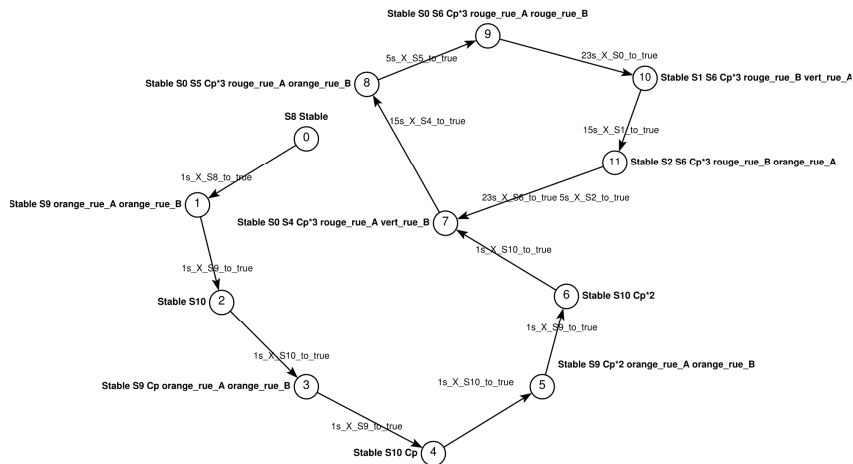 Stable S0 S6 Cp*3 rouge_rue_A rouge_rue_B
9
5s_X_S5_to_true
23s_X_S0_to_true
Stable S0 S5 Cp*3 rouge_rue_A orange_rue_B
8
10
Stable S1 S6 Cp*3 rouge_rue_B vert_rue_A
S8 Stable
0
15s_X_S4_to_true
15s_X_S1_to_true
11
Stable S2 S6 Cp*3 rouge_rue_B orange_rue_A
1s_X_S8_to_true
Stable S9 orange_rue_A orange_rue_B
1
23s_X_S6_to_true 5s_X_S2_to_true
Stable S0 S4 Cp*3 rouge_rue_A vert_rue_B
7
1s_X_S10_to_true
1s_X_S9_to_true
Stable S10
2
6
Stable S10 Cp*2
1s_X_S9_to_true
1s_X_S10_to_true
Stable S9 Cp*2 orange_rue_A orange_rue_B
Stable S9 Cp orange_rue_A orange_rue_B
3
1s_X_S10_to_true
5
1s_X_S9_to_true
Stable S10 Cp
4